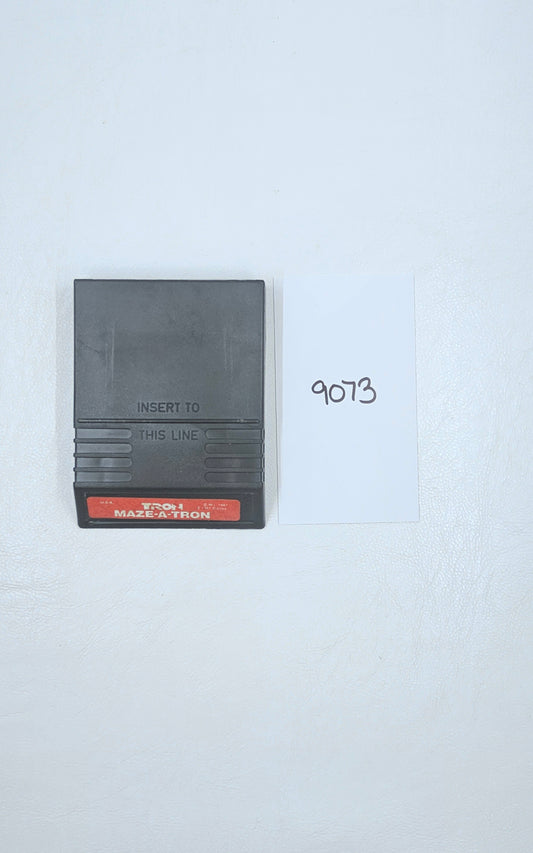 INSERT TO
THIS LINE
U.S.A.
TRON
MAZE-A-TRON
9073